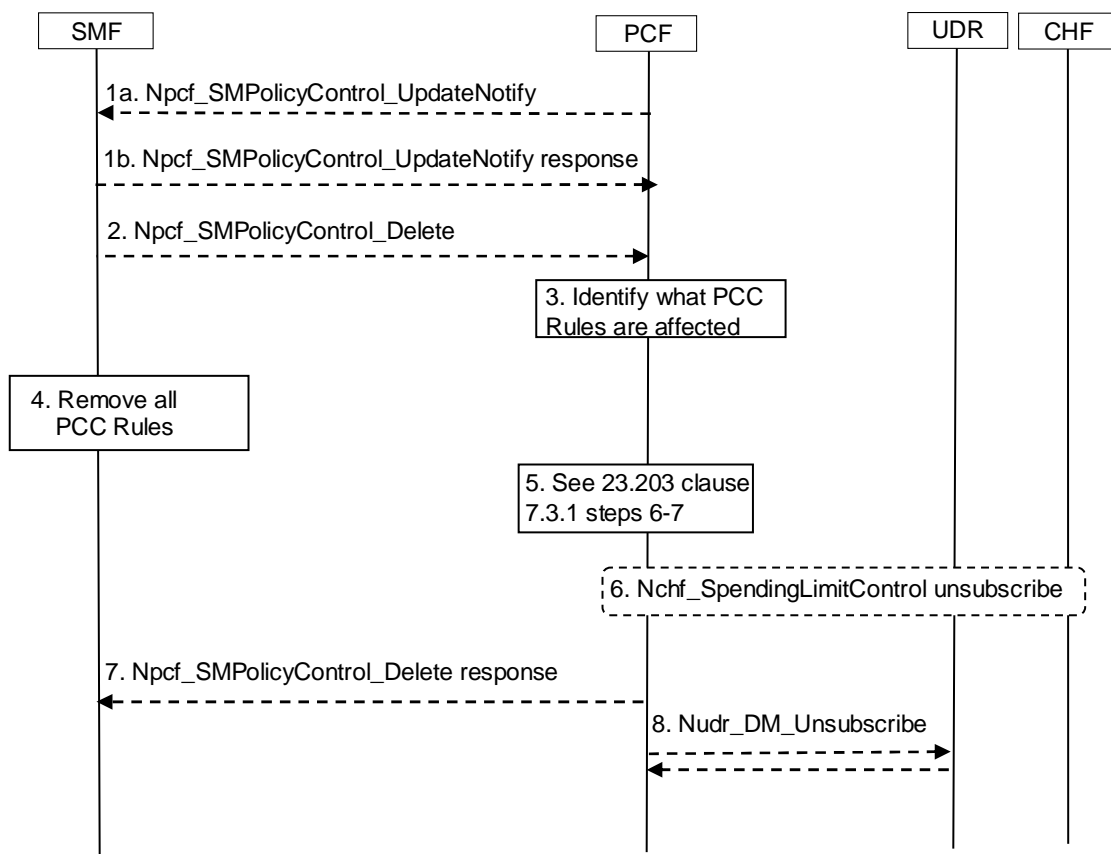 SMF
PCF
UDR
CHF
1a. Npcf_SMPolicyControl_UpdateNotify
1b. Npcf_SMPolicyControl_UpdateNotify response
2. Npcf_SMPolicyControl_Delete
3. Identify what PCC
Rules are affected
4. Remove all
PCC Rules
5. See 23.203 clause
7.3.1 steps 6-7
6. Nchf_SpendingLimitControl unsubscribe
7. Npcf_SMPolicyControl_Delete response
8. Nudr_DM_Unsubscribe